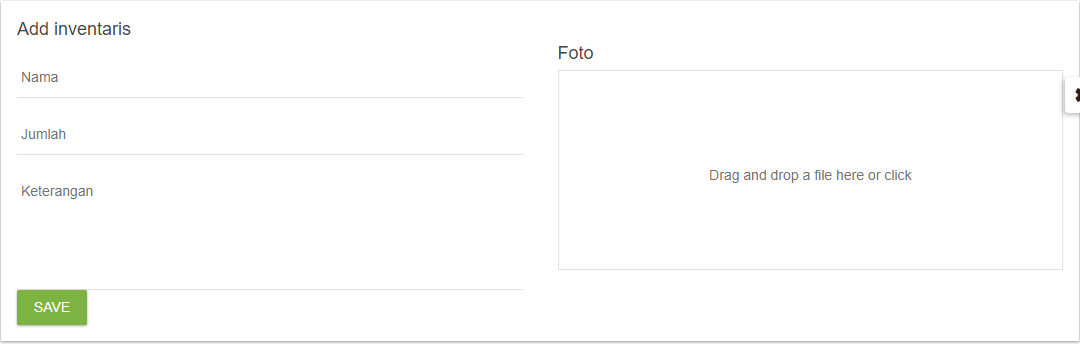 Add inventaris
Nama
Jumlah
Keterangan
SAVE
Foto
Drag and drop a file here or click